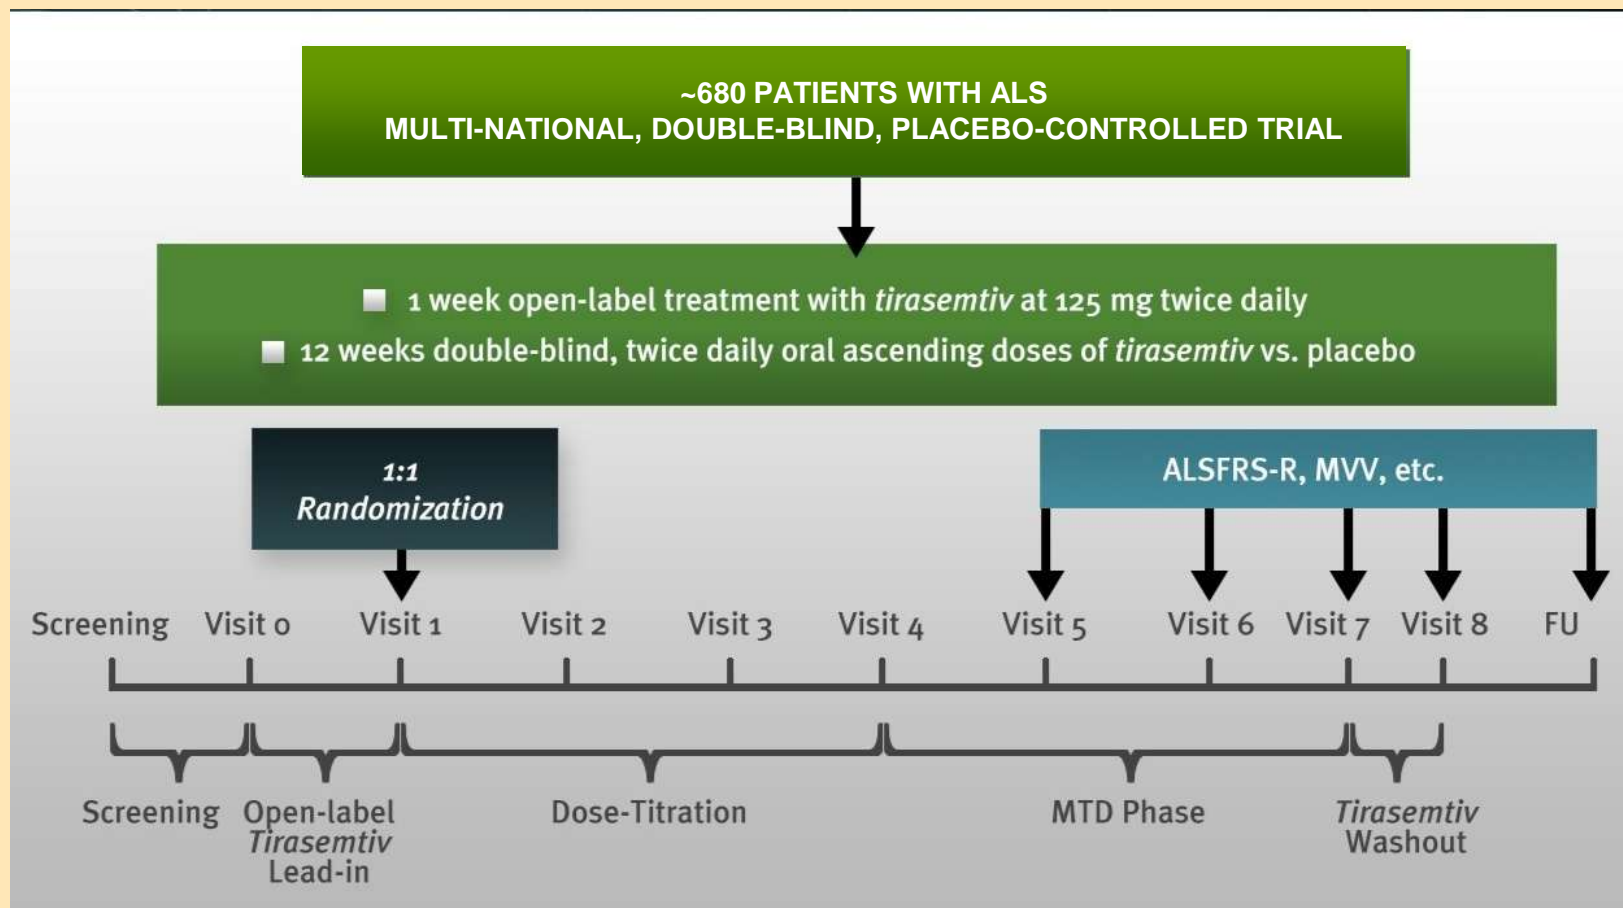 ~680 PATIENTS WITH ALS
MULTI-NATIONAL, DOUBLE-BLIND, PLACEBO-CONTROLLED TRIAL
1 week open-label treatment with tirasemtiv at 125 mg twice daily
12 weeks double-blind, twice daily oral ascending doses of tirasemtiv vs. placebo
1:1
Randomization
ALSFRS-R, MVV, etc.
Screening Visit 0 Visit 1 Visit 2 Visit 3 Visit 4 Visit 5 Visit 6 Visit 7 Visit 8 FU
Screening
Open-label
Tirasemtiv
Lead-in
Dose-Titration
MTD Phase
Tirasemtiv
Washout